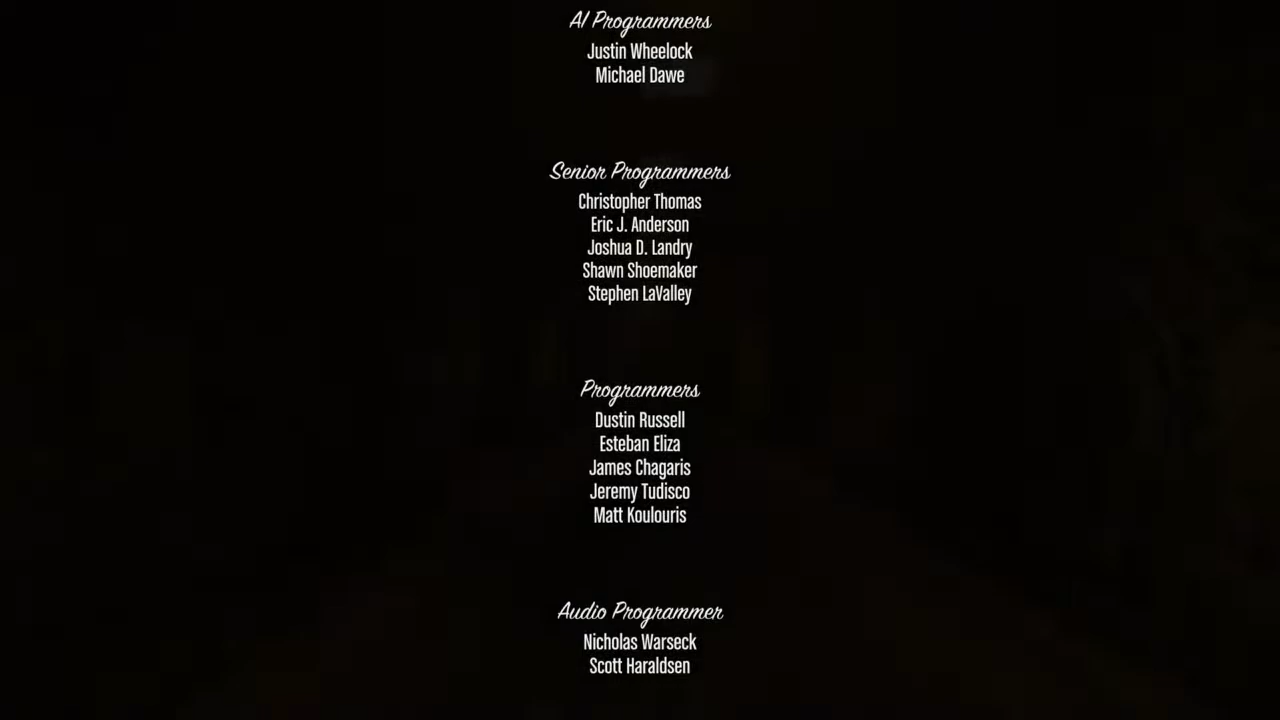 AI Programmers
Justin Wheelock
Michael Dawe
Senior Programmers
Christopher Thomas
Eric J. Anderson
Joshua D. Landry
Shawn Shoemaker
Stephen LaValley
Programmers
Dustin Russell
Esteban Eliza
James Chagaris
Jeremy Tudisco
Matt Koulouris
Audio Programmer
Nicholas Warseck
Scott Haraldsen